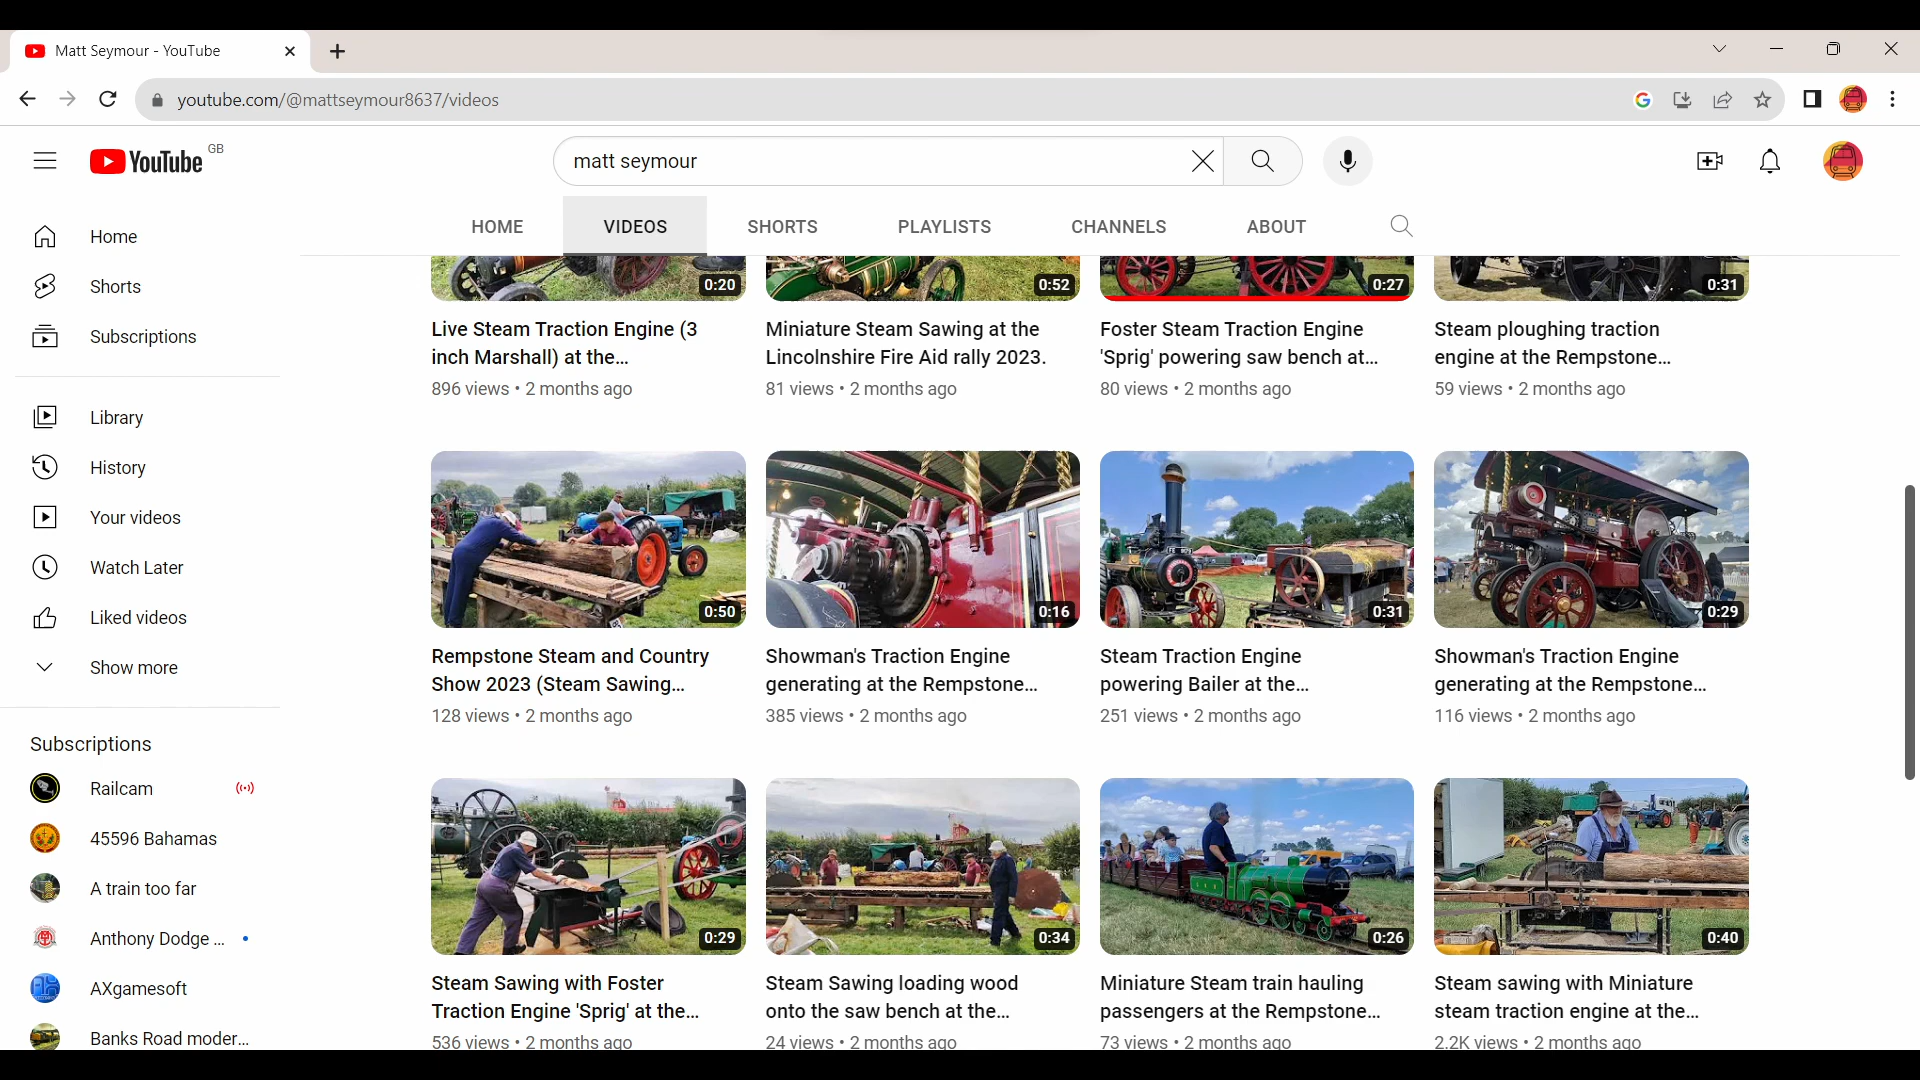 Matt Seymour - YouTube
youtube.com/@mattseymour8637/videos
YouTube GB
matt seymour
HOME VIDEOS SHORTS PLAYLISTS CHANNELS ABOUT
Home
Shorts
Subscriptions
Library
History
Your videos
Watch Later
Liked videos
Show more
Subscriptions
Railcam
45596 Bahamas
A train too far
Anthony Dodge ...
AXgamesoft
Banks Road moder...
0:20
Live Steam Traction Engine (3
inch Marshall) at the...
896 views • 2 months ago
0:52
Miniature Steam Sawing at the
Lincolnshire Fire Aid rally 2023.
81 views • 2 months ago
0:27
Foster Steam Traction Engine
'Sprig' powering saw bench at...
80 views • 2 months ago
0:31
Steam ploughing traction
engine at the Rempstone...
59 views • 2 months ago
0:50
Rempstone Steam and Country
Show 2023 (Steam Sawing...
128 views • 2 months ago
0:16
Showman's Traction Engine
generating at the Rempstone...
385 views • 2 months ago
0:31
Steam Traction Engine
powering Bailer at the...
251 views • 2 months ago
0:29
Showman's Traction Engine
generating at the Rempstone...
116 views • 2 months ago
0:29
Steam Sawing with Foster
Traction Engine 'Sprig' at the...
536 views • 2 months ago
0:34
Steam Sawing loading wood
onto the saw bench at the...
24 views • 2 months ago
0:26
Miniature Steam train hauling
passengers at the Rempstone...
73 views • 2 months ago
0:40
Steam sawing with Miniature
steam traction engine at the...
2.2K views • 2 months ago